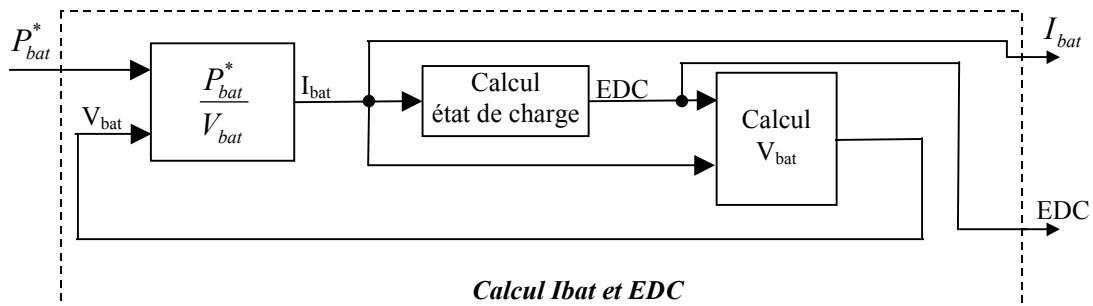 P*bat
Vbat
P*bat
Vbat
Ibat
Calcul
état de charge
EDC
Calcul
Vbat
Ibat
EDC
Calcul Ibat et EDC